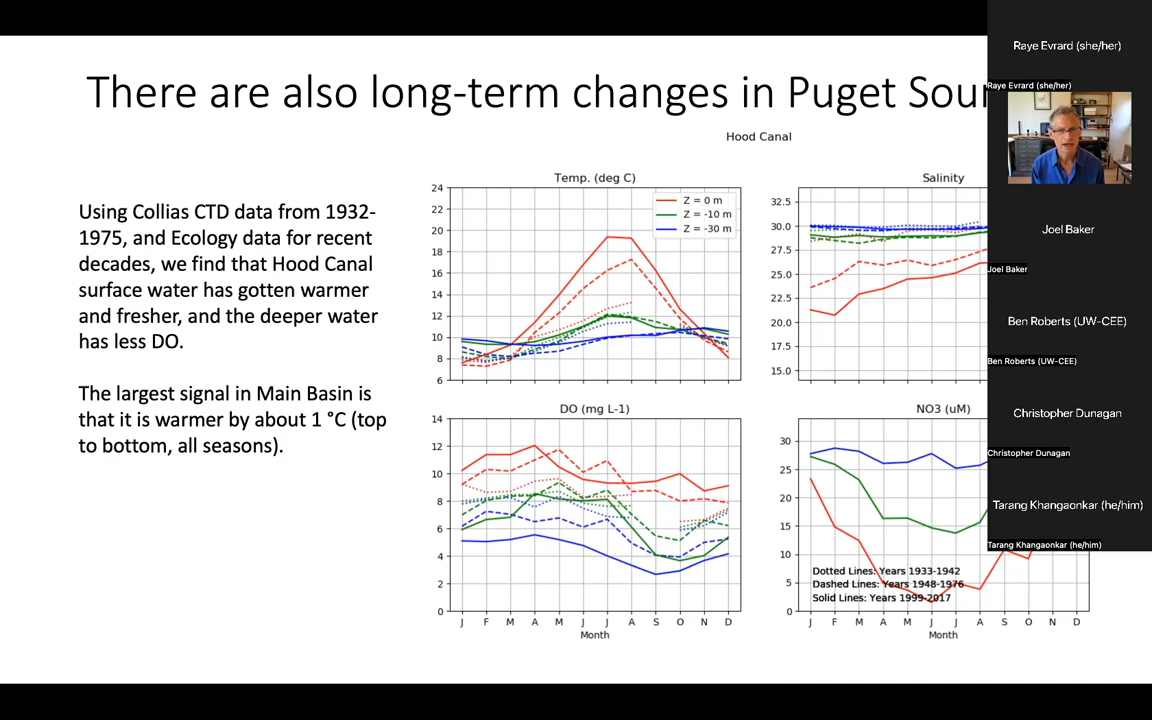 There are also long-term changes in Puget Sou
Hood Canal
Using Collias CTD data from 1932-
1975, and Ecology data for recent
decades, we find that Hood Canal
surface water has gotten warmer
and fresher, and the deeper water
has less DO.
The largest signal in Main Basin is
that it is warmer by about 1 °C (top
to bottom, all seasons).
Temp. (deg C)
24
22
20
18
16
14
12
10
8
6
Z = 0 m
Z = -10 m
Z = -30 m
Salinity
32.5
30.0
27.5
25.0
22.5
20.0
17.5
15.0
DO (mg L-1)
14
12
10
8
6
4
2
0
J F M A M J J A S O N D
Month
NO3 (uM)
30
25
20
15
10
5
0
Dotted Lines: Years 1933-1942
Dashed Lines: Years 1948-1976
Solid Lines: Years 1999-2017
J F M A M J J A S O N D
Month
Raye Evrard (she/her)
Raye Evrard (she/her)
Joel Baker
Joel Baker
Ben Roberts (UW-CEE)
Ben Roberts (UW-CEE)
Christopher Dunagan
Christopher Dunagan
Tarang Khangaonkar (he/him)
Tarang Khangaonkar (he/him)